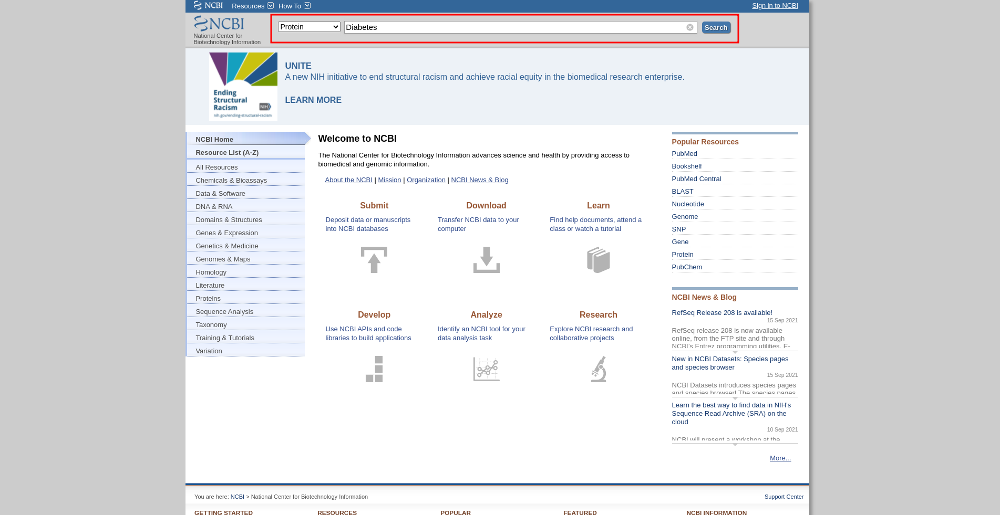 NCBI Resources How To Sign in to NCBI
NCBI
National Center for
Biotechnology Information
Protein Diabetes Search
Ending
Structural
Racism
NIH
nih.gov/ending-structural-racism
UNITE
A new NIH initiative to end structural racism and achieve racial equity in the biomedical research enterprise.
LEARN MORE
NCBI Home
Resource List (A-Z)
All Resources
Chemicals & Bioassays
Data & Software
DNA & RNA
Domains & Structures
Genes & Expression
Genetics & Medicine
Genomes & Maps
Homology
Literature
Proteins
Sequence Analysis
Taxonomy
Training & Tutorials
Variation
Welcome to NCBI
The National Center for Biotechnology Information advances science and health by providing access to
biomedical and genomic information.
About the NCBI | Mission | Organization | NCBI News & Blog
Submit
Deposit data or manuscripts
into NCBI databases
Download
Transfer NCBI data to your
computer
Learn
Find help documents, attend a
class or watch a tutorial
Develop
Use NCBI APIs and code
libraries to build applications
Analyze
Identify an NCBI tool for your
data analysis task
Research
Explore NCBI research and
collaborative projects
Popular Resources
PubMed
Bookshelf
PubMed Central
BLAST
Nucleotide
Genome
SNP
Gene
Protein
PubChem
NCBI News & Blog
RefSeq Release 208 is available!
15 Sep 2021
RefSeq release 208 is now available
online, from the FTP site and through
NCBI's Entrez programming utilities, E-
New in NCBI Datasets: Species pages
and species browser
15 Sep 2021
NCBI Datasets introduces species pages
and species browser! The species pages
Learn the best way to find data in NIH's
Sequence Read Archive (SRA) on the
cloud
10 Sep 2021
NCBI will present a workshop at the
More...
You are here: NCBI > National Center for Biotechnology Information
Support Center
GETTING STARTED RESOURCES POPULAR FEATURED NCBI INFORMATION